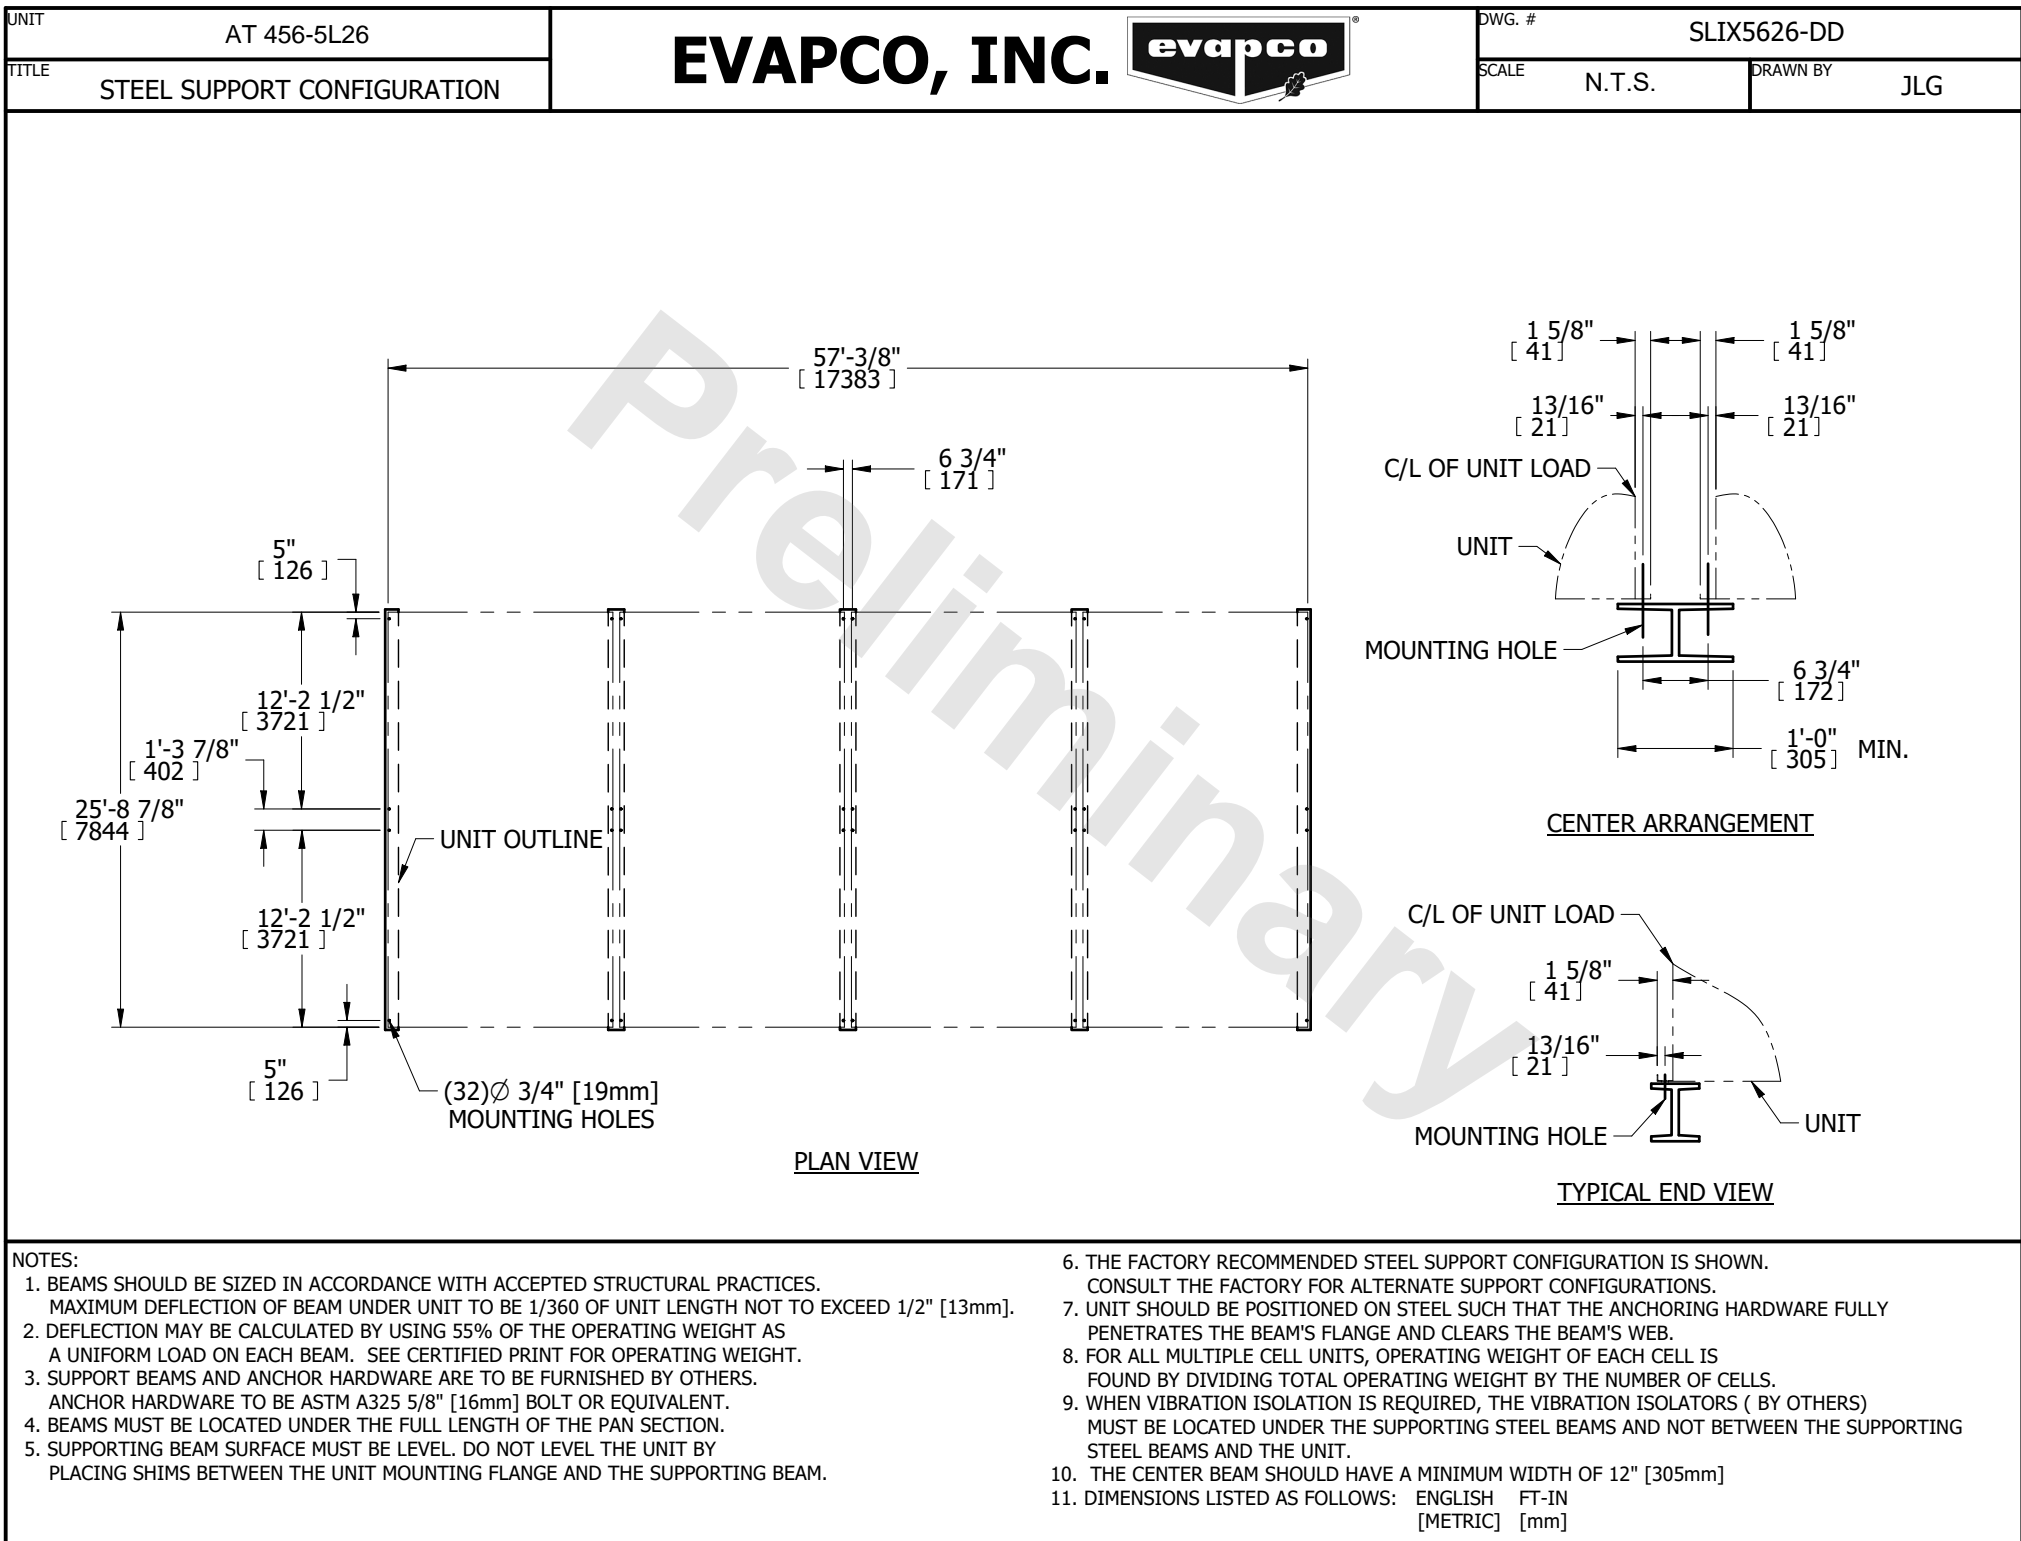 UNIT
AT 456-5L26
TITLE
STEEL SUPPORT CONFIGURATION
EVAPCO, INC.
evapco
®
DWG. #
SLIX5626-DD
SCALE
N.T.S.
DRAWN BY
JLG
Preliminary
57'-3/8"
[ 17383 ]
6 3/4"
[ 171 ]
5"
[ 126 ]
12'-2 1/2"
[ 3721 ]
1'-3 7/8"
[ 402 ]
25'-8 7/8"
[ 7844 ]
UNIT OUTLINE
12'-2 1/2"
[ 3721 ]
5"
[ 126 ]
(32)∅ 3/4" [19mm]
MOUNTING HOLES
PLAN VIEW
1 5/8"
[ 41 ]
1 5/8"
[ 41 ]
13/16"
[ 21 ]
13/16"
[ 21 ]
C/L OF UNIT LOAD
UNIT
MOUNTING HOLE
6 3/4"
[ 172 ]
1'-0"
[ 305 ] MIN.
CENTER ARRANGEMENT
C/L OF UNIT LOAD
1 5/8"
[ 41 ]
13/16"
[ 21 ]
MOUNTING HOLE
UNIT
TYPICAL END VIEW
NOTES:
1. BEAMS SHOULD BE SIZED IN ACCORDANCE WITH ACCEPTED STRUCTURAL PRACTICES.
MAXIMUM DEFLECTION OF BEAM UNDER UNIT TO BE 1/360 OF UNIT LENGTH NOT TO EXCEED 1/2" [13mm].
2. DEFLECTION MAY BE CALCULATED BY USING 55% OF THE OPERATING WEIGHT AS
A UNIFORM LOAD ON EACH BEAM. SEE CERTIFIED PRINT FOR OPERATING WEIGHT.
3. SUPPORT BEAMS AND ANCHOR HARDWARE ARE TO BE FURNISHED BY OTHERS.
ANCHOR HARDWARE TO BE ASTM A325 5/8" [16mm] BOLT OR EQUIVALENT.
4. BEAMS MUST BE LOCATED UNDER THE FULL LENGTH OF THE PAN SECTION.
5. SUPPORTING BEAM SURFACE MUST BE LEVEL. DO NOT LEVEL THE UNIT BY
PLACING SHIMS BETWEEN THE UNIT MOUNTING FLANGE AND THE SUPPORTING BEAM.
6. THE FACTORY RECOMMENDED STEEL SUPPORT CONFIGURATION IS SHOWN.
CONSULT THE FACTORY FOR ALTERNATE SUPPORT CONFIGURATIONS.
7. UNIT SHOULD BE POSITIONED ON STEEL SUCH THAT THE ANCHORING HARDWARE FULLY
PENETRATES THE BEAM'S FLANGE AND CLEARS THE BEAM'S WEB.
8. FOR ALL MULTIPLE CELL UNITS, OPERATING WEIGHT OF EACH CELL IS
FOUND BY DIVIDING TOTAL OPERATING WEIGHT BY THE NUMBER OF CELLS.
9. WHEN VIBRATION ISOLATION IS REQUIRED, THE VIBRATION ISOLATORS ( BY OTHERS)
MUST BE LOCATED UNDER THE SUPPORTING STEEL BEAMS AND NOT BETWEEN THE SUPPORTING
STEEL BEAMS AND THE UNIT.
10. THE CENTER BEAM SHOULD HAVE A MINIMUM WIDTH OF 12" [305mm]
11. DIMENSIONS LISTED AS FOLLOWS: ENGLISH FT-IN
[METRIC] [mm]